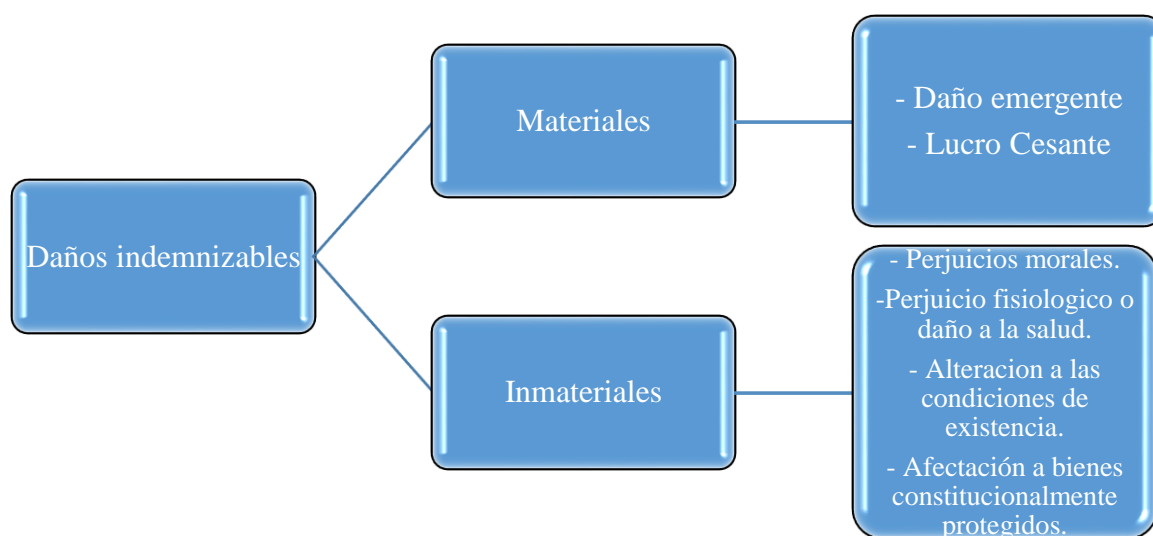 Daños indemnizables
Materiales
- Daño emergente
- Lucro Cesante
Inmateriales
- Perjuicios morales.
-Perjuicio fisiologico o
daño a la salud.
- Alteracion a las
condiciones de
existencia.
- Afectación a bienes
constitucionalmente
protegidos.